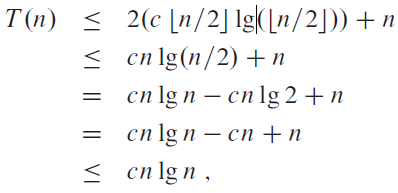 T(n) ≤ 2(c ⌊n/2⌋ lg(⌊n/2⌋)) + n
≤ cn lg(n/2) + n
= cn lg n − cn lg 2 + n
= cn lg n − cn + n
≤ cn lg n ,